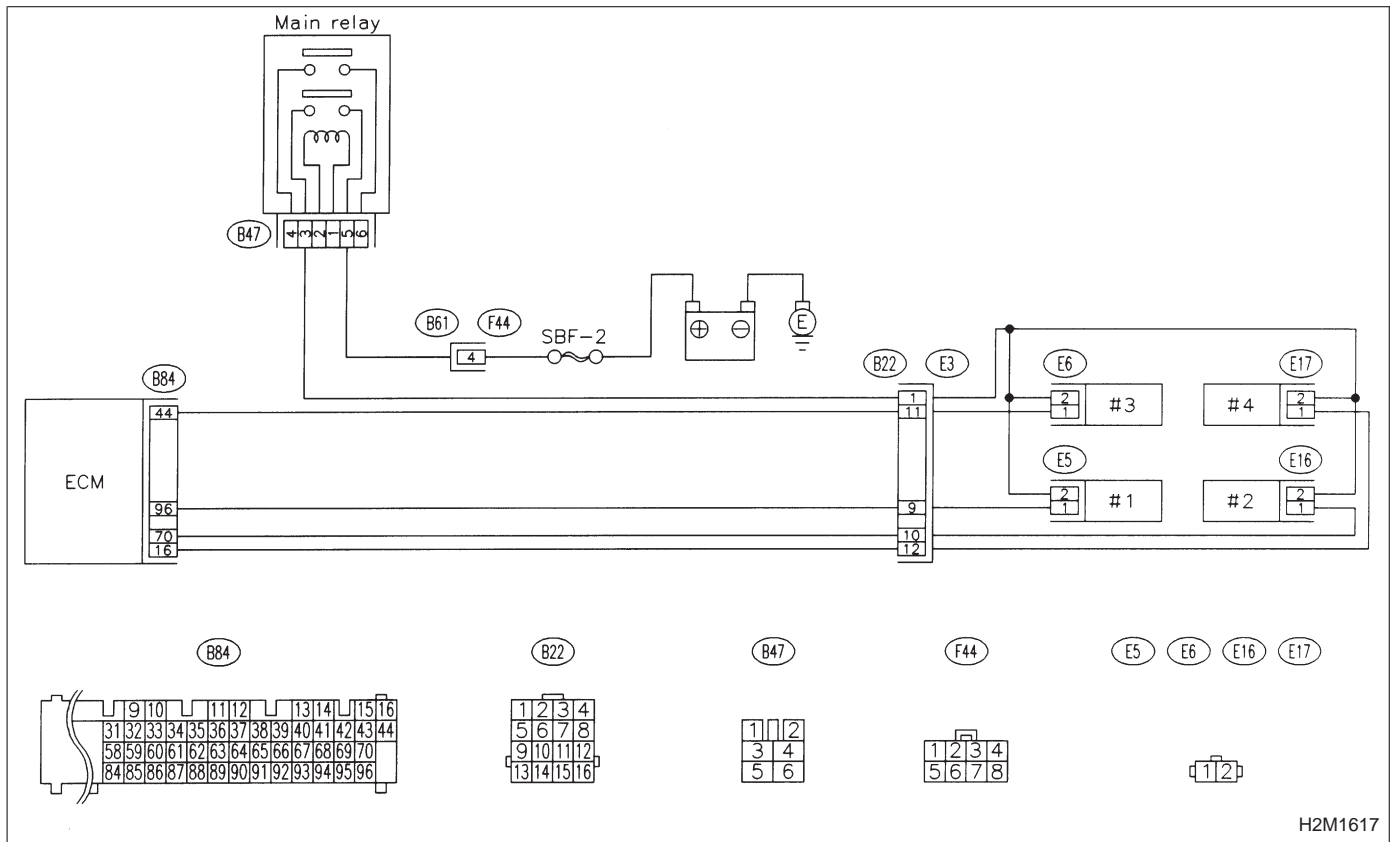 Main relay
B47
4 3 2 1 5 6
B61 F44 SBF-2 E
4
B84 B22 E3 E6 E17
44 1 2 #3 #4 2
11 1 1
ECM
E5 E16
96 9 2 #1 #2 2
1 1
70 10
16 12
B84 B22 B47 F44 E5 E6 E16 E17
9 10 11 12 13 14 15 16
31 32 33 34 35 36 37 38 39 40 41 42 43 44
58 59 60 61 62 63 64 65 66 67 68 69 70
84 85 86 87 88 89 90 91 92 93 94 95 96
1 2 3 4
5 6 7 8
9 10 11 12
13 14 15 16
1 2
3 4
5 6
1 2 3 4
5 6 7 8
1 2
H2M1617